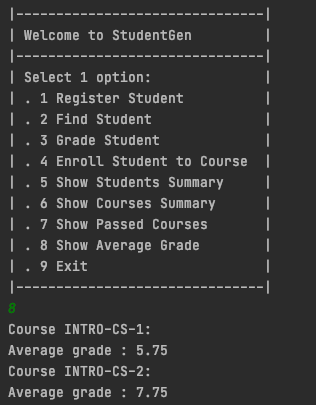 |-------------------------------|
| Welcome to StudentGen         |
|-------------------------------|
| Select 1 option:              |
| . 1 Register Student          |
| . 2 Find Student              |
| . 3 Grade Student             |
| . 4 Enroll Student to Course  |
| . 5 Show Students Summary     |
| . 6 Show Courses Summary      |
| . 7 Show Passed Courses       |
| . 8 Show Average Grade        |
| . 9 Exit                      |
|-------------------------------|
8
Course INTRO-CS-1:
Average grade : 5.75
Course INTRO-CS-2:
Average grade : 7.75